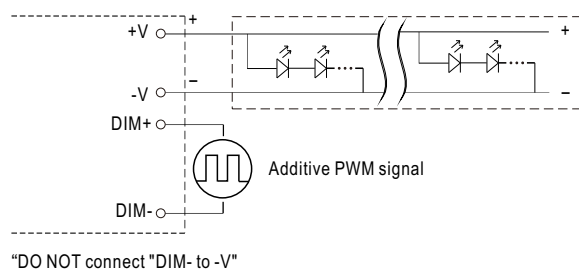 +
+V
+
−
-V
−
DIM+
Additive PWM signal
DIM-
“DO NOT connect "DIM- to -V"